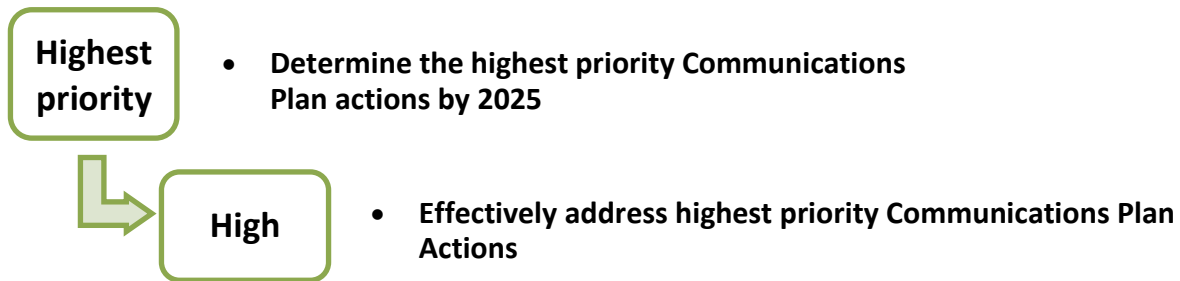 Highest
priority
• Determine the highest priority Communications
Plan actions by 2025
High
• Effectively address highest priority Communications Plan
Actions